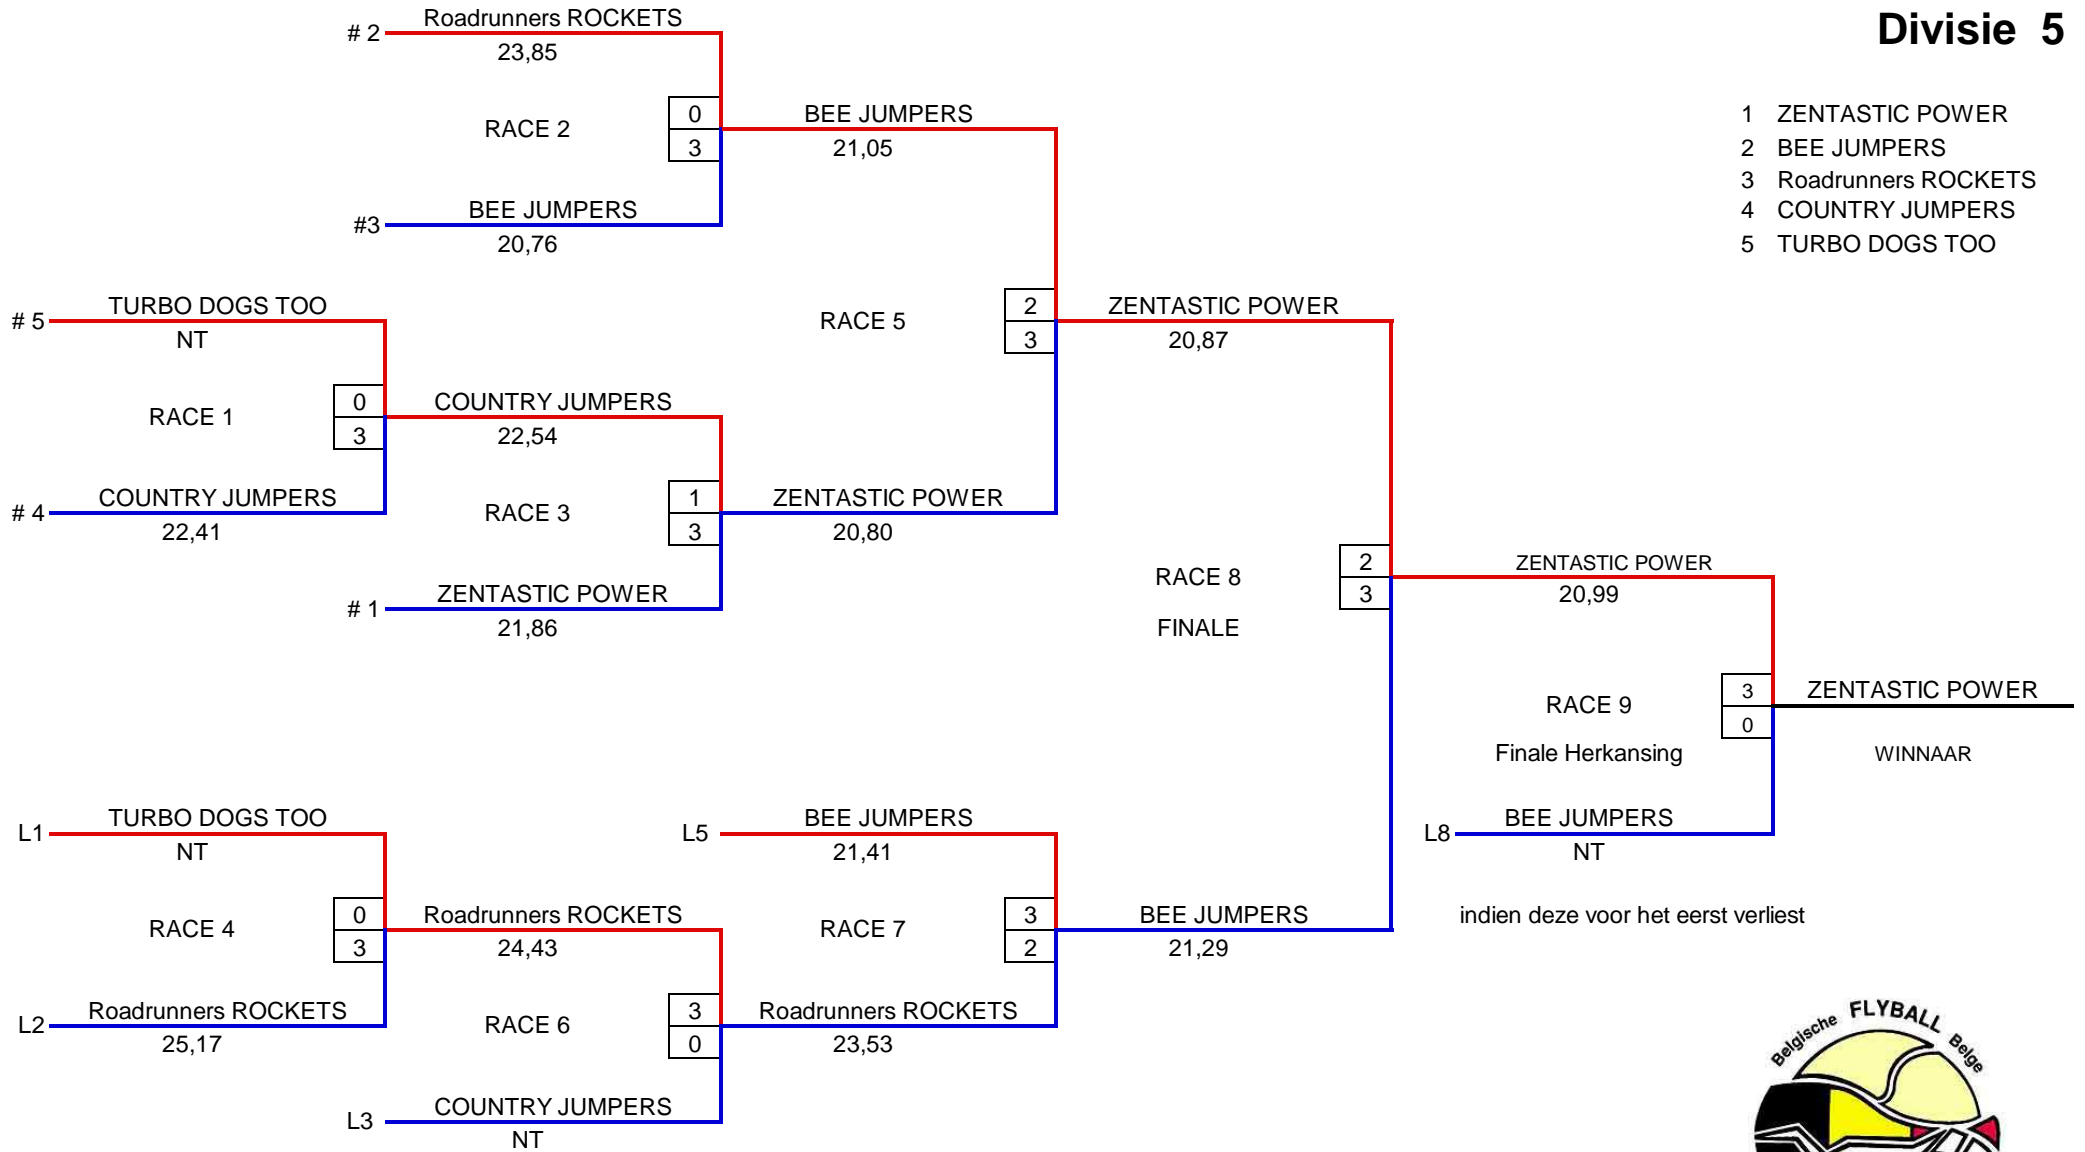 Divisie 5
1 ZENTASTIC POWER
2 BEE JUMPERS
3 Roadrunners ROCKETS
4 COUNTRY JUMPERS
5 TURBO DOGS TOO
# 2 Roadrunners ROCKETS
23,85
RACE 2
0
3
#3 BEE JUMPERS
20,76
BEE JUMPERS
21,05
# 5 TURBO DOGS TOO
NT
RACE 1
0
3
# 4 COUNTRY JUMPERS
22,41
COUNTRY JUMPERS
22,54
RACE 3
1
3
# 1 ZENTASTIC POWER
21,86
ZENTASTIC POWER
20,80
RACE 5
2
3
ZENTASTIC POWER
20,87
RACE 8
FINALE
2
3
ZENTASTIC POWER
20,99
RACE 9
Finale Herkansing
3
0
ZENTASTIC POWER
WINNAAR
L8 BEE JUMPERS
NT
indien deze voor het eerst verliest
L1 TURBO DOGS TOO
NT
RACE 4
0
3
L2 Roadrunners ROCKETS
25,17
Roadrunners ROCKETS
24,43
RACE 6
3
0
L3 COUNTRY JUMPERS
NT
L5 BEE JUMPERS
21,41
RACE 7
3
2
Roadrunners ROCKETS
23,53
BEE JUMPERS
21,29
Belgische FLYBALL Belge